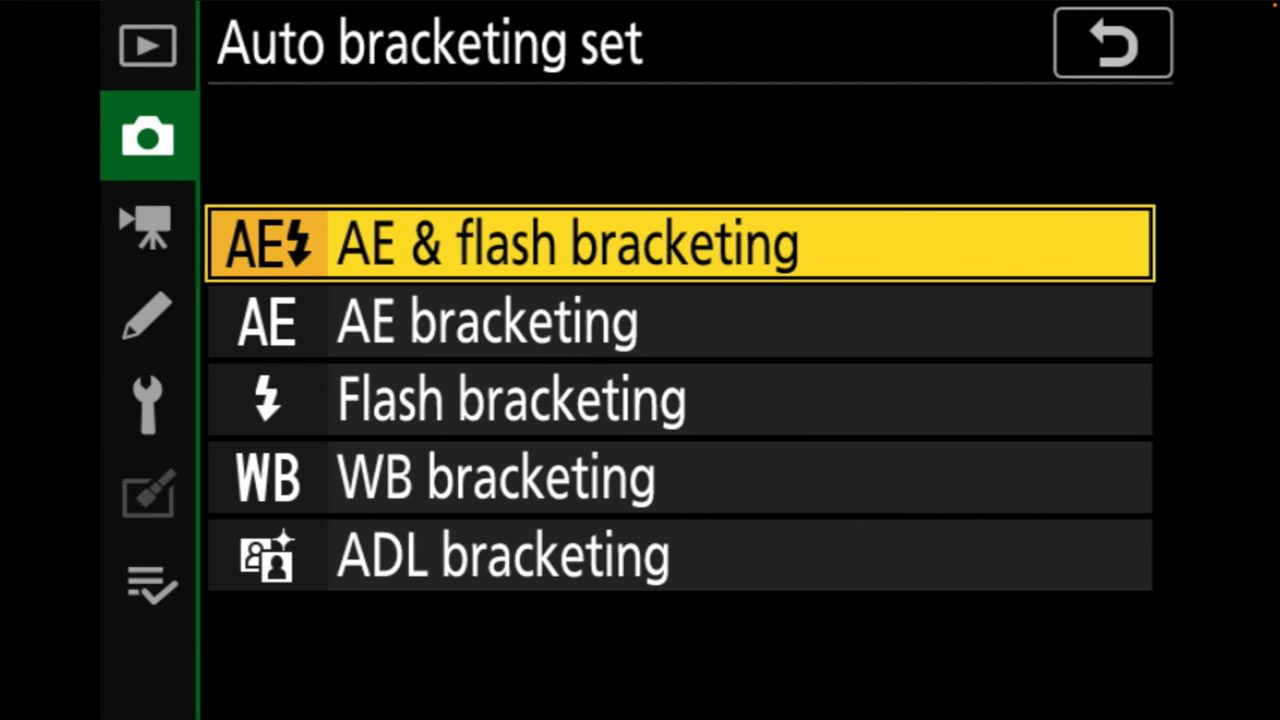 Auto bracketing set
AE AE & flash bracketing
AE AE bracketing
Flash bracketing
WB WB bracketing
ADL bracketing